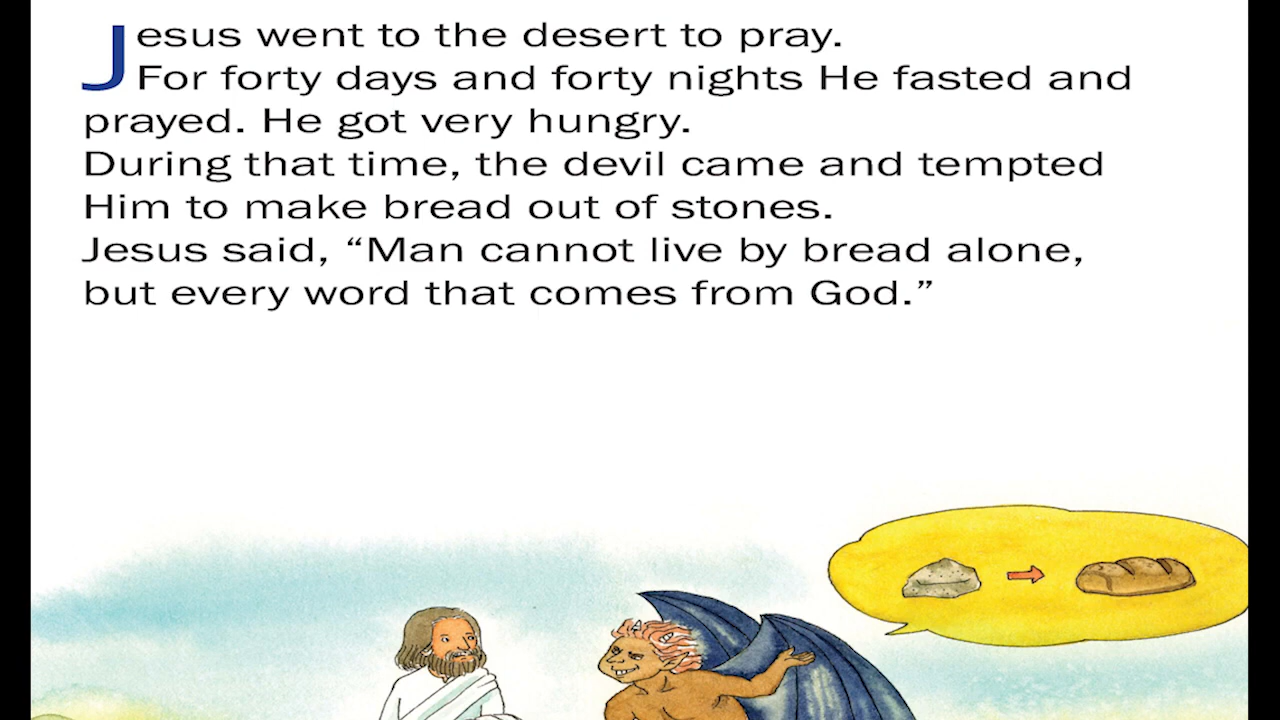 Jesus went to the desert to pray.
For forty days and forty nights He fasted and
prayed. He got very hungry.
During that time, the devil came and tempted
Him to make bread out of stones.
Jesus said, “Man cannot live by bread alone,
but every word that comes from God.”